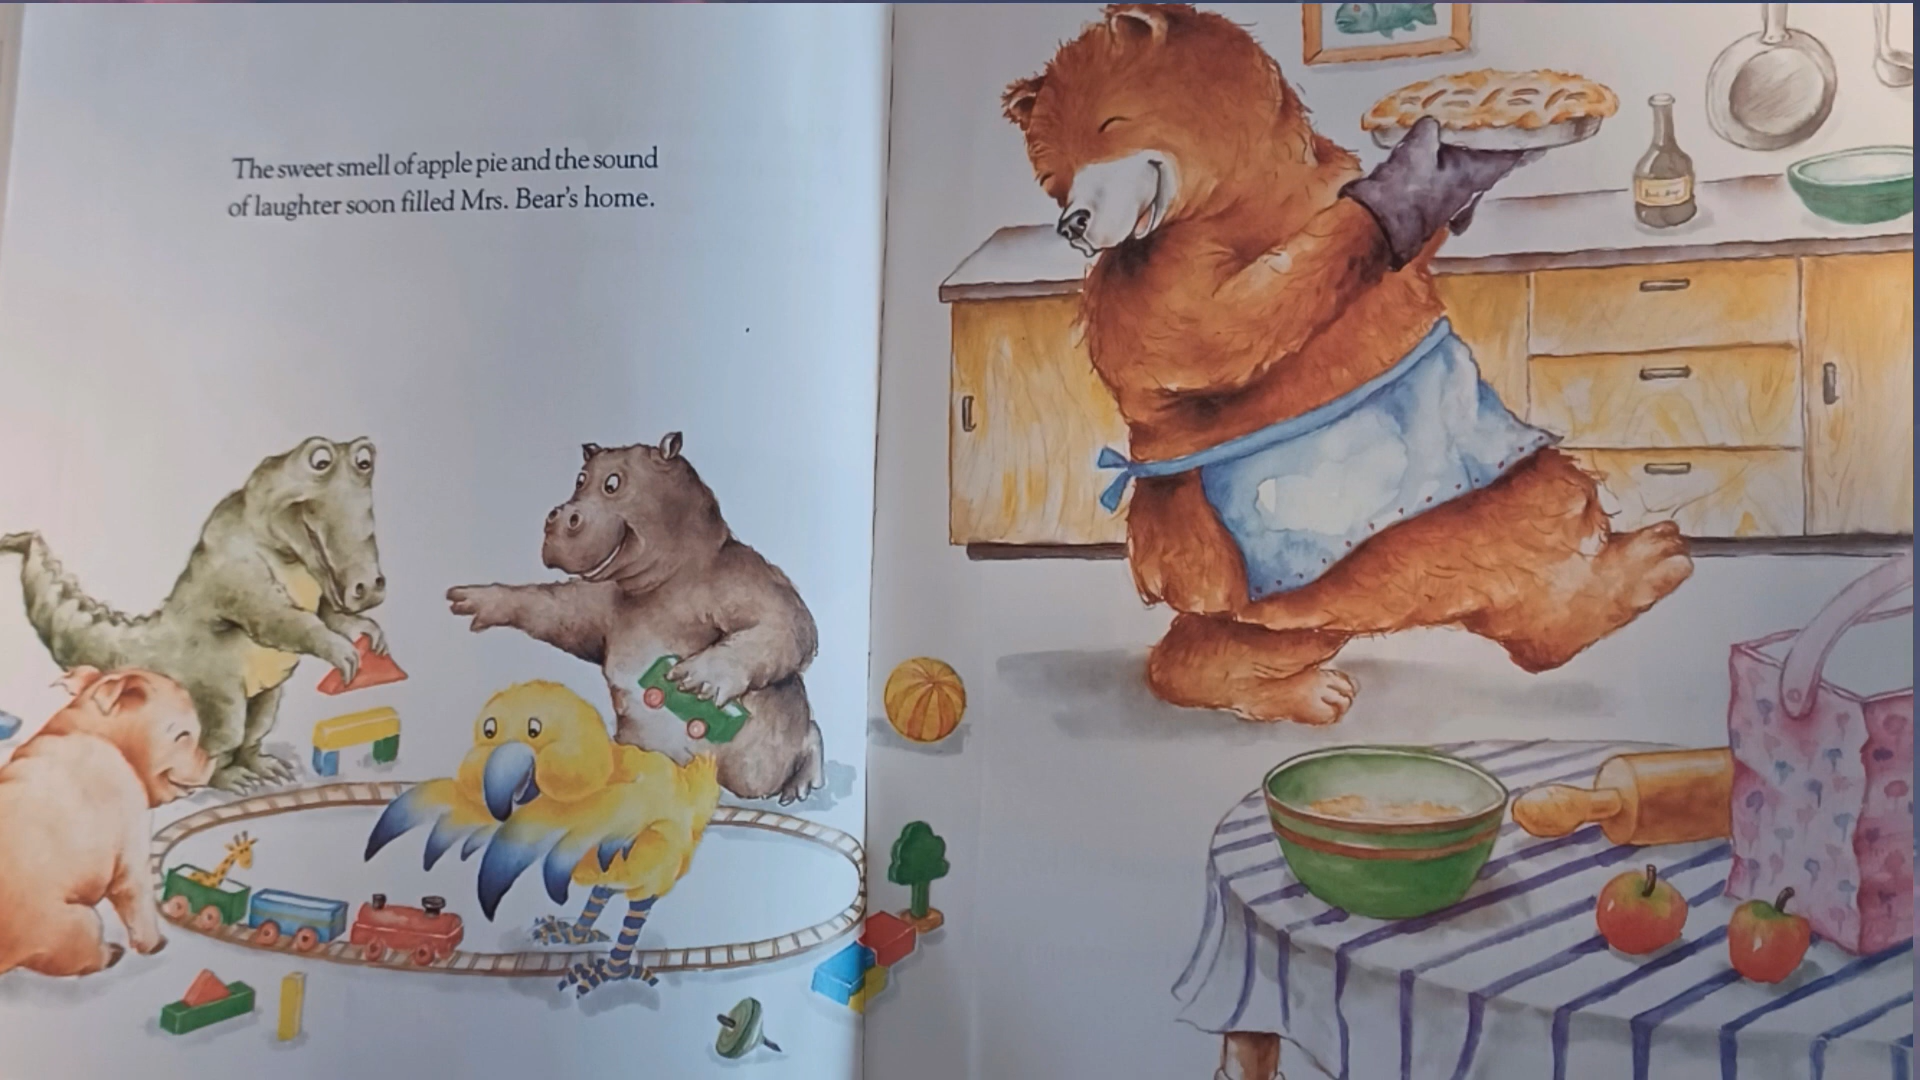 The sweet smell of apple pie and the sound
of laughter soon filled Mrs. Bear's home.